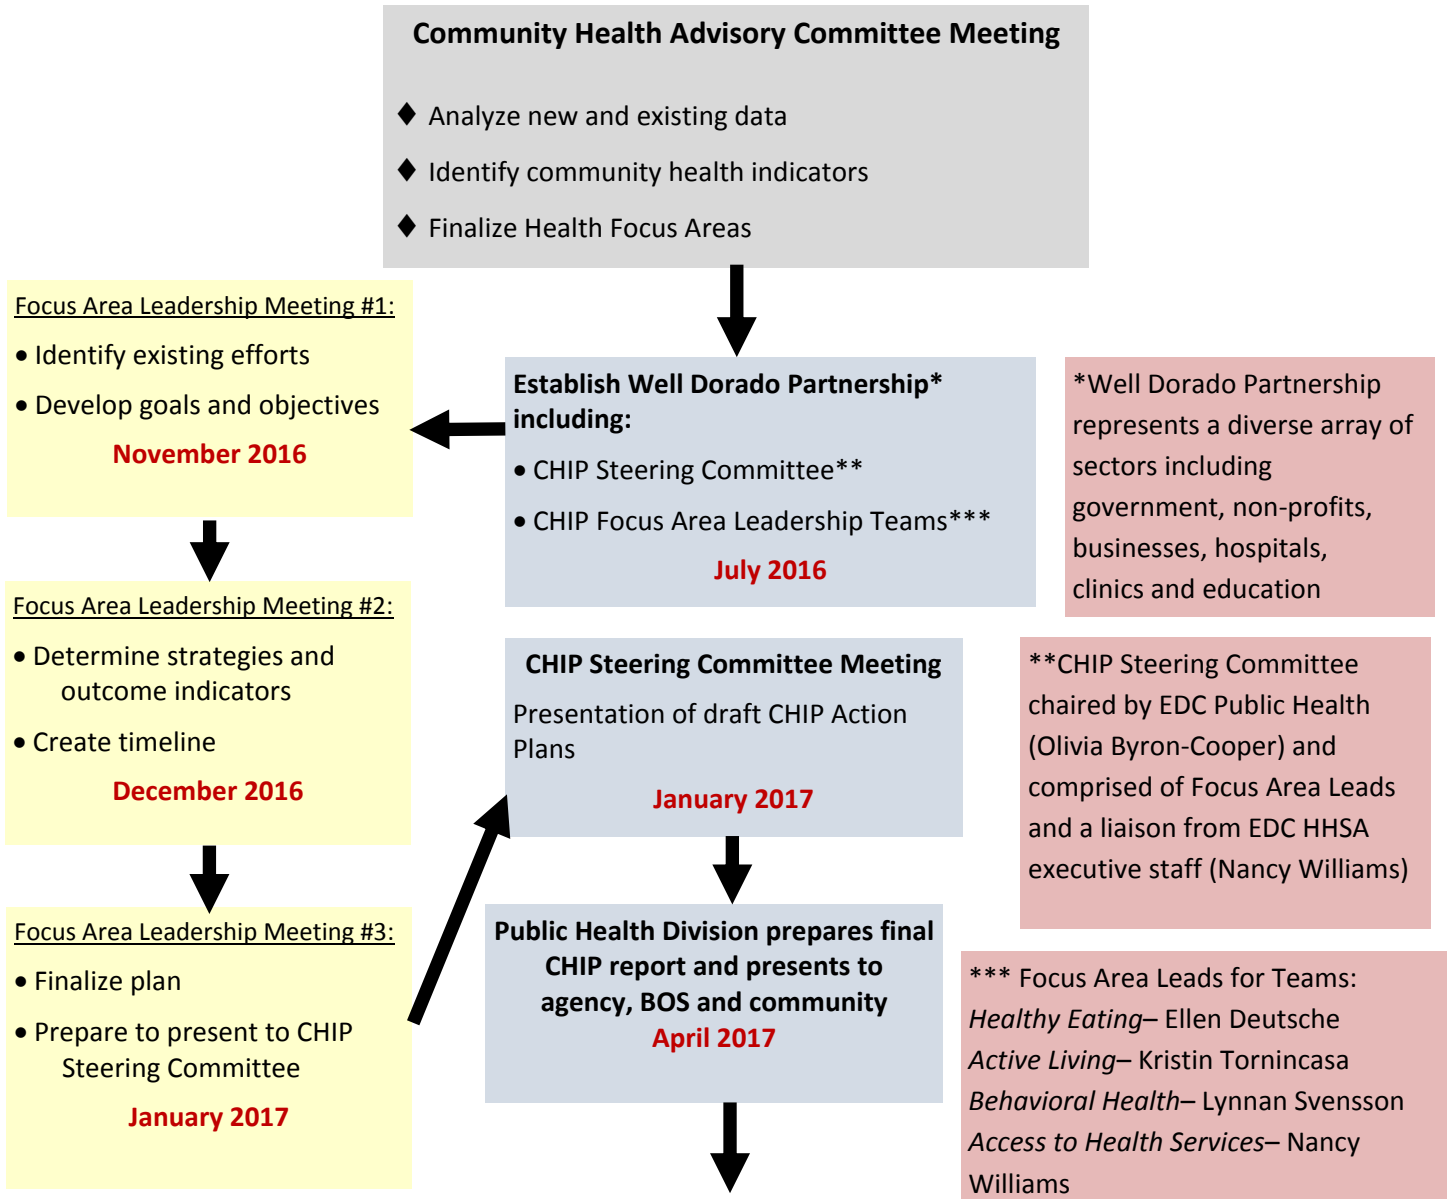 Community Health Advisory Committee Meeting
♦ Analyze new and existing data
♦ Identify community health indicators
♦ Finalize Health Focus Areas
Focus Area Leadership Meeting #1:
• Identify existing efforts
• Develop goals and objectives
November 2016
Establish Well Dorado Partnership*
including:
• CHIP Steering Committee**
• CHIP Focus Area Leadership Teams***
July 2016
*Well Dorado Partnership
represents a diverse array of
sectors including
government, non-profits,
businesses, hospitals,
clinics and education
Focus Area Leadership Meeting #2:
• Determine strategies and
outcome indicators
• Create timeline
December 2016
CHIP Steering Committee Meeting
Presentation of draft CHIP Action
Plans
January 2017
**CHIP Steering Committee
chaired by EDC Public Health
(Olivia Byron-Cooper) and
comprised of Focus Area Leads
and a liaison from EDC HHSA
executive staff (Nancy Williams)
Focus Area Leadership Meeting #3:
• Finalize plan
• Prepare to present to CHIP
Steering Committee
January 2017
Public Health Division prepares final
CHIP report and presents to
agency, BOS and community
April 2017
*** Focus Area Leads for Teams:
Healthy Eating– Ellen Deutsche
Active Living– Kristin Tornincasa
Behavioral Health– Lynnan Svensson
Access to Health Services– Nancy
Williams